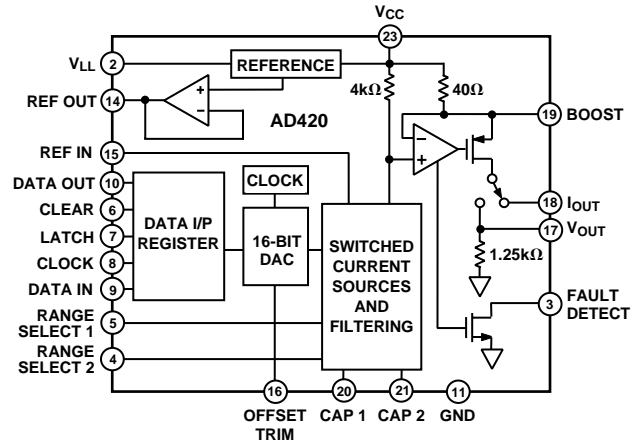 VCC
23
VLL
2
REFERENCE
4kΩ
40Ω
REF OUT
14
+
−
AD420
19
BOOST
−
+
REF IN
15
DATA OUT
10
CLOCK
18
IOUT
CLEAR
6
DATA I/P
REGISTER
17
VOUT
LATCH
7
16-BIT
DAC
SWITCHED
CURRENT
SOURCES
AND
FILTERING
1.25kΩ
CLOCK
8
DATA IN
9
3
FAULT
DETECT
RANGE
SELECT 1
5
RANGE
SELECT 2
4
16
20
21
11
OFFSET
TRIM
CAP 1
CAP 2
GND